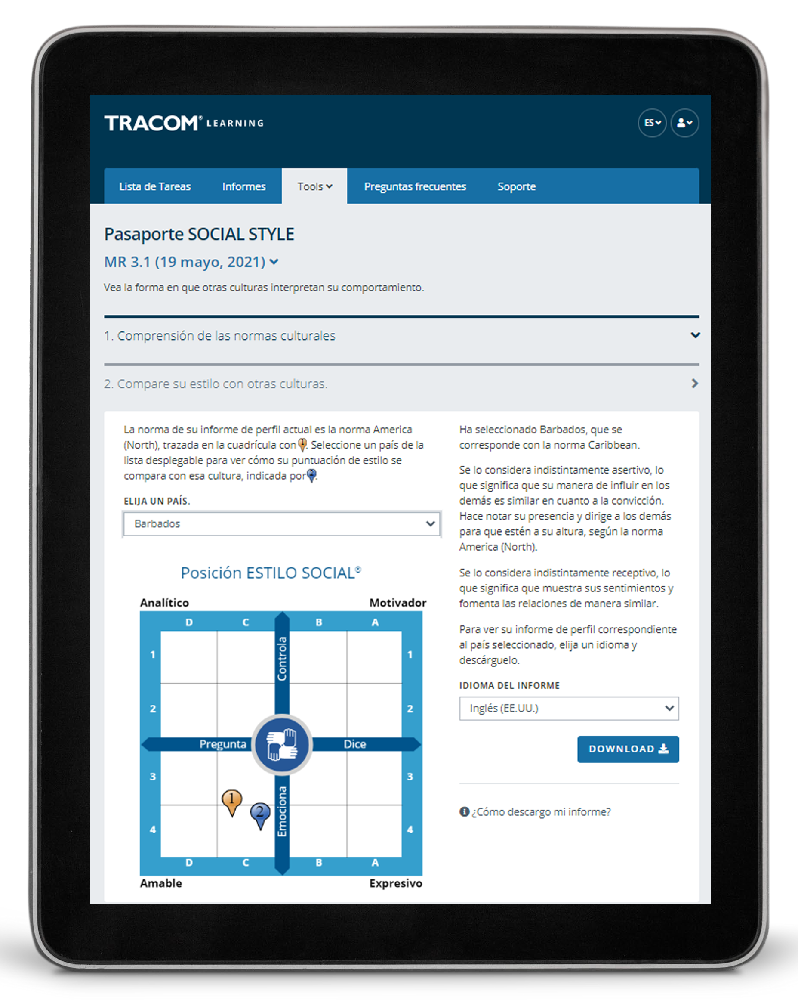 TRACOM® LEARNING
ES
Lista de Tareas
Informes
Tools
Preguntas frecuentes
Soporte
Pasaporte SOCIAL STYLE
MR 3.1 (19 mayo, 2021)
Vea la forma en que otras culturas interpretan su comportamiento.
1. Comprensión de las normas culturales
2. Compare su estilo con otras culturas.
La norma de su informe de perfil actual es la norma America
(North), trazada en la cuadrícula con 1. Seleccione un país de la
lista desplegable para ver cómo su puntuación de estilo se
compara con esa cultura, indicada por 2.
ELIJA UN PAÍS.
Barbados
Posición ESTILO SOCIAL®
Analítico
Motivador
D C B A
Controla
1 1
2 2
Pregunta
Dice
3 3
Emociona
1
2
4 4
D C B A
Amable
Expresivo
Ha seleccionado Barbados, que se
corresponde con la norma Caribbean.
Se lo considera indistintamente asertivo, lo
que significa que su manera de influir en los
demás es similar en cuanto a la convicción.
Hace notar su presencia y dirige a los demás
para que estén a su altura, según la norma
America (North).
Se lo considera indistintamente receptivo, lo
que significa que muestra sus sentimientos y
fomenta las relaciones de manera similar.
Para ver su informe de perfil correspondiente
al país seleccionado, elija un idioma y
descárguelo.
IDIOMA DEL INFORME
Inglés (EE.UU.)
DOWNLOAD
¿Cómo descargo mi informe?